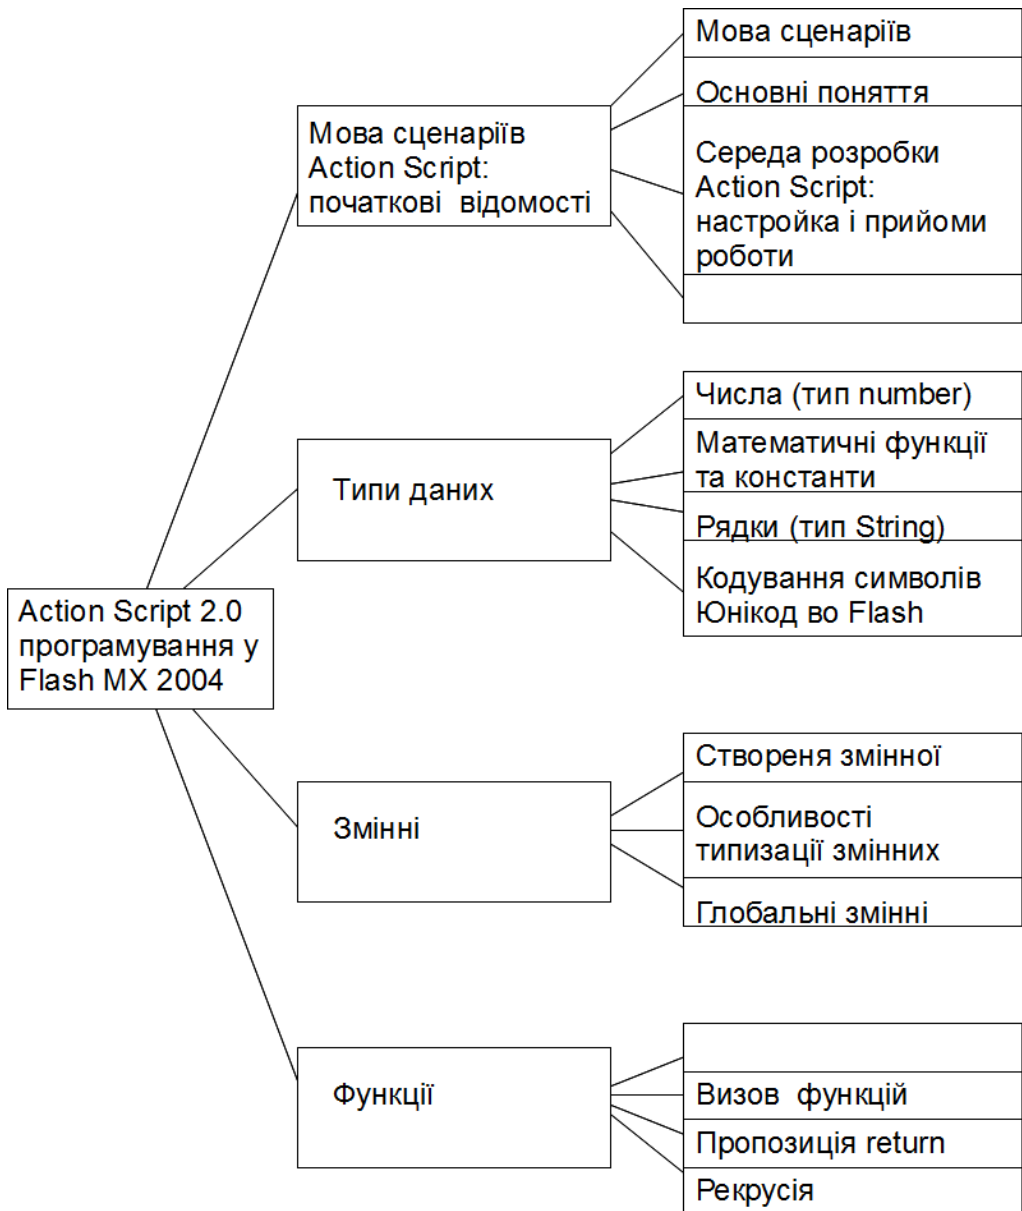 Мова сценаріїв
Основні поняття
Мова сценаріїв
Action Script:
початкові відомості
Середа розробки
Action Script:
настройка і прийоми
роботи
Числа (тип number)
Математичні функції
та константи
Типи даних
Рядки (тип String)
Кодування символів
Юнікод во Flash
Action Script 2.0
програмування у
Flash MX 2004
Створеня змінної
Змінні
Особливості
типизації змінних
Глобальні змінні
Функції
Визов функцій
Пропозиція return
Рекрусія